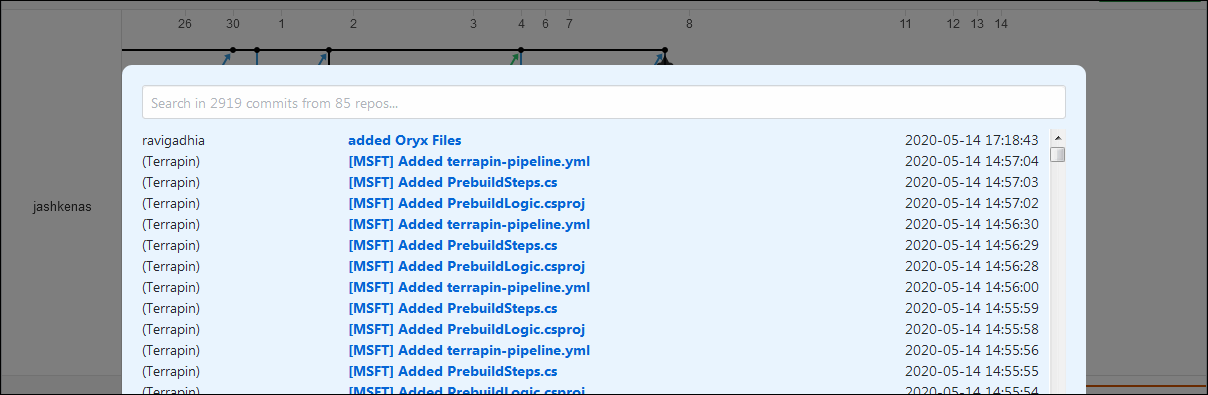 26 30 1 2 3 4 6 7 8 11 12 13 14
Search in 2919 commits from 85 repos...
ravigadhia added Oryx Files 2020-05-14 17:18:43
(Terrapin) [MSFT] Added terrapin-pipeline.yml 2020-05-14 14:57:04
(Terrapin) [MSFT] Added PrebuildSteps.cs 2020-05-14 14:57:03
(Terrapin) [MSFT] Added PrebuildLogic.csproj 2020-05-14 14:57:02
jashkenas
(Terrapin) [MSFT] Added terrapin-pipeline.yml 2020-05-14 14:56:30
(Terrapin) [MSFT] Added PrebuildSteps.cs 2020-05-14 14:56:29
(Terrapin) [MSFT] Added PrebuildLogic.csproj 2020-05-14 14:56:28
(Terrapin) [MSFT] Added terrapin-pipeline.yml 2020-05-14 14:56:00
(Terrapin) [MSFT] Added PrebuildSteps.cs 2020-05-14 14:55:59
(Terrapin) [MSFT] Added PrebuildLogic.csproj 2020-05-14 14:55:58
(Terrapin) [MSFT] Added terrapin-pipeline.yml 2020-05-14 14:55:56
(Terrapin) [MSFT] Added PrebuildSteps.cs 2020-05-14 14:55:55
(Terrapin) [MSFT] Added PrebuildLogic.csproj 2020-05-14 14:55:54